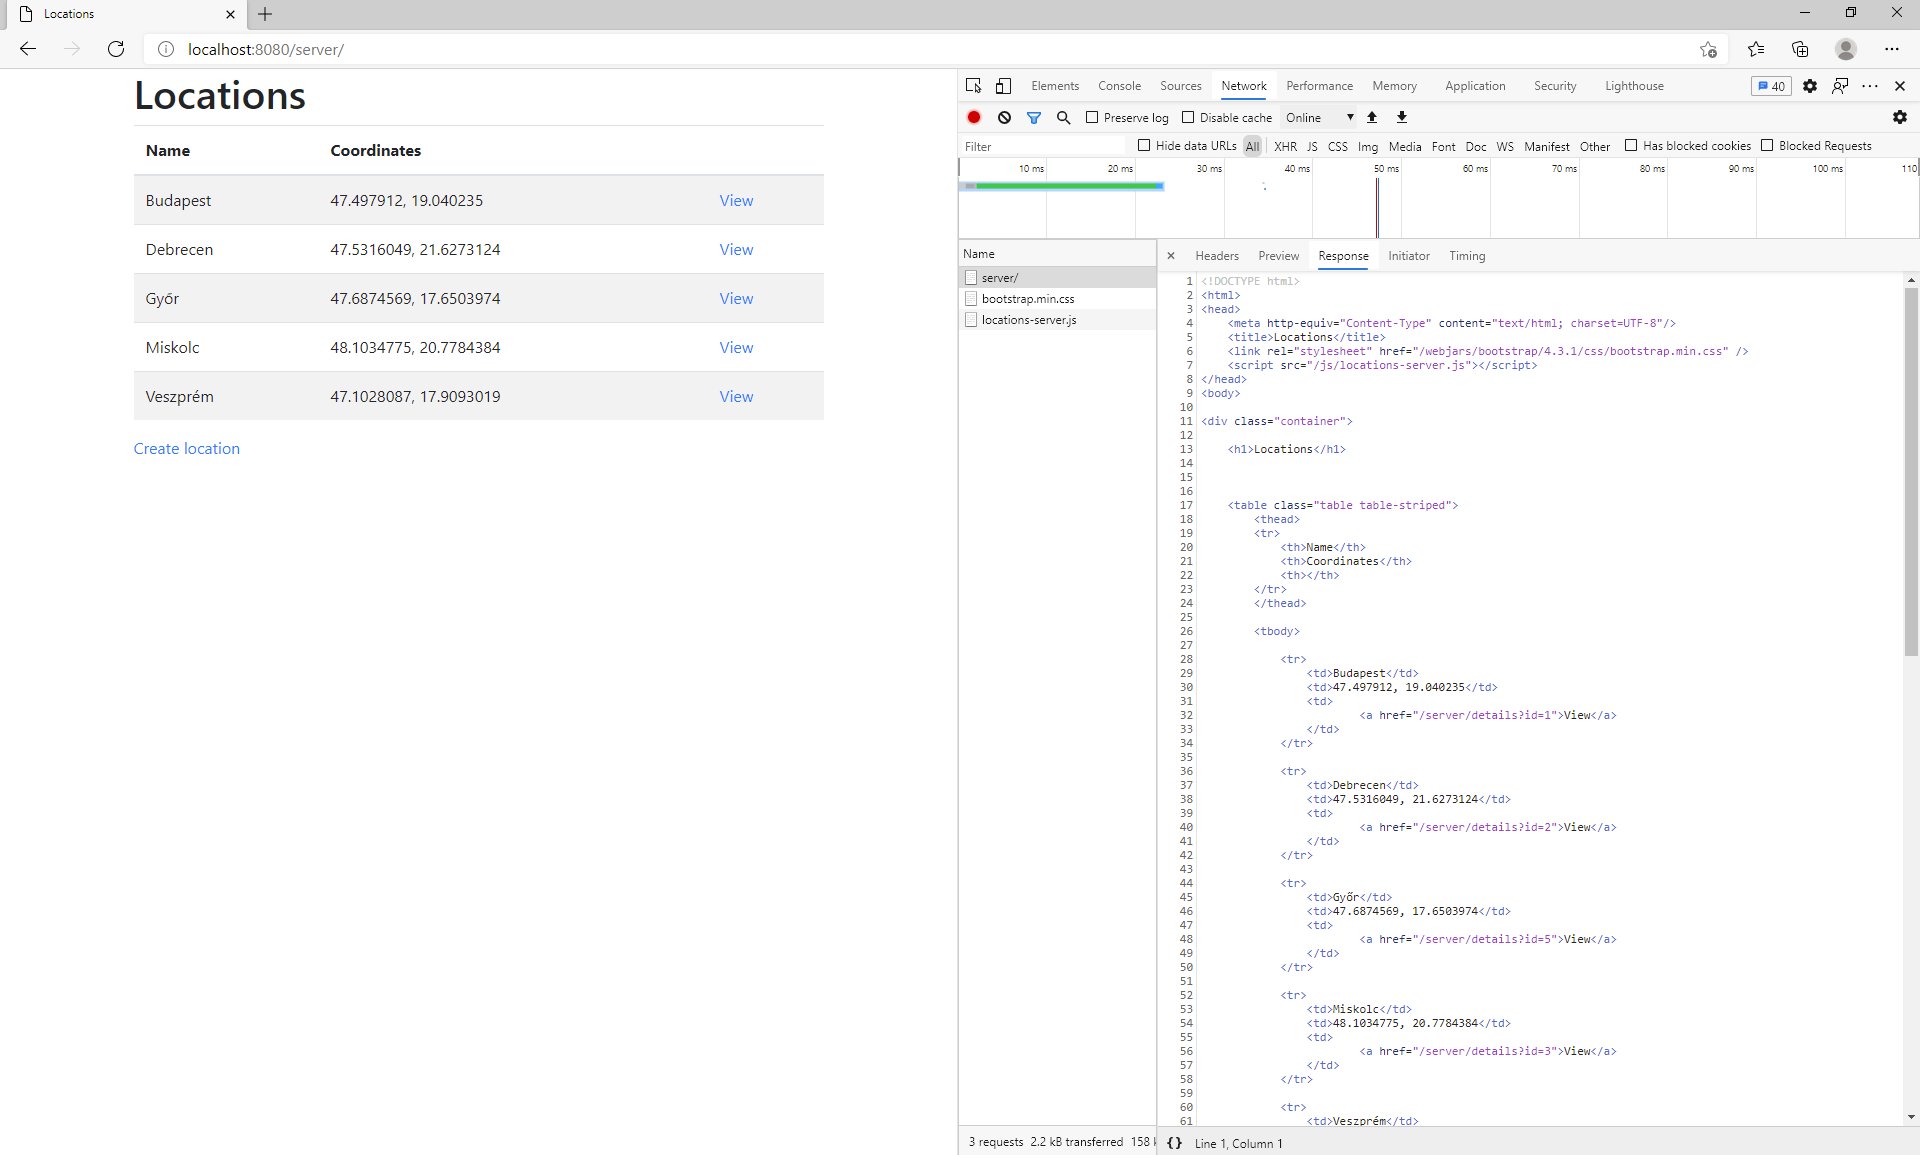 Locations
localhost:8080/server/
Locations
Name Coordinates
Budapest 47.497912, 19.040235 View
Debrecen 47.5316049, 21.6273124 View
Győr 47.6874569, 17.6503974 View
Miskolc 48.1034775, 20.7784384 View
Veszprém 47.1028087, 17.9093019 View
Create location
Elements Console Sources Network Performance Memory Application Security Lighthouse 40
Preserve log Disable cache Online
Filter Hide data URLs All XHR JS CSS Img Media Font Doc WS Manifest Other Has blocked cookies Blocked Requests
10 ms 20 ms 30 ms 40 ms 50 ms 60 ms 70 ms 80 ms 90 ms 100 ms 110
Name
server/
bootstrap.min.css
locations-server.js
3 requests 2.2 kB transferred 158 k
Headers Preview Response Initiator Timing
1 <!DOCTYPE html>
2 <html>
3 <head>
4 <meta http-equiv="Content-Type" content="text/html; charset=UTF-8"/>
5 <title>Locations</title>
6 <link rel="stylesheet" href="/webjars/bootstrap/4.3.1/css/bootstrap.min.css" />
7 <script src="/js/locations-server.js"></script>
8 </head>
9 <body>
10
11 <div class="container">
12
13 <h1>Locations</h1>
14
15
16
17 <table class="table table-striped">
18 <thead>
19 <tr>
20 <th>Name</th>
21 <th>Coordinates</th>
22 <th></th>
23 </tr>
24 </thead>
25
26 <tbody>
27
28 <tr>
29 <td>Budapest</td>
30 <td>47.497912, 19.040235</td>
31 <td>
32 <a href="/server/details?id=1">View</a>
33 </td>
34 </tr>
35
36 <tr>
37 <td>Debrecen</td>
38 <td>47.5316049, 21.6273124</td>
39 <td>
40 <a href="/server/details?id=2">View</a>
41 </td>
42 </tr>
43
44 <tr>
45 <td>Győr</td>
46 <td>47.6874569, 17.6503974</td>
47 <td>
48 <a href="/server/details?id=5">View</a>
49 </td>
50 </tr>
51
52 <tr>
53 <td>Miskolc</td>
54 <td>48.1034775, 20.7784384</td>
55 <td>
56 <a href="/server/details?id=3">View</a>
57 </td>
58 </tr>
59
60 <tr>
61 <td>Veszprém</td>
{} Line 1, Column 1